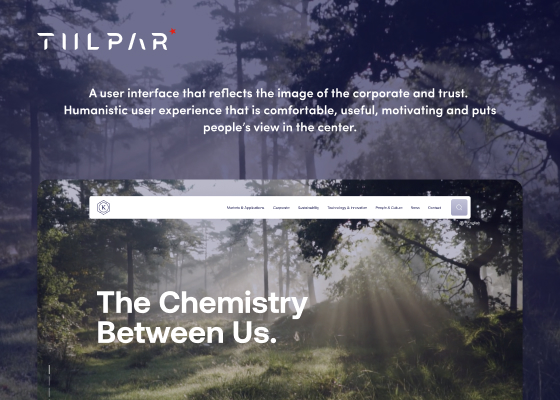 TULPAR
A user interface that reflects the image of the corporate and trust.
Humanistic user experience that is comfortable, useful, motivating and puts
people's view in the center.
K
Markets & Applications Corporate Sustainability Technology & Innovation People & Culture News Contact
The Chemistry
Between Us.